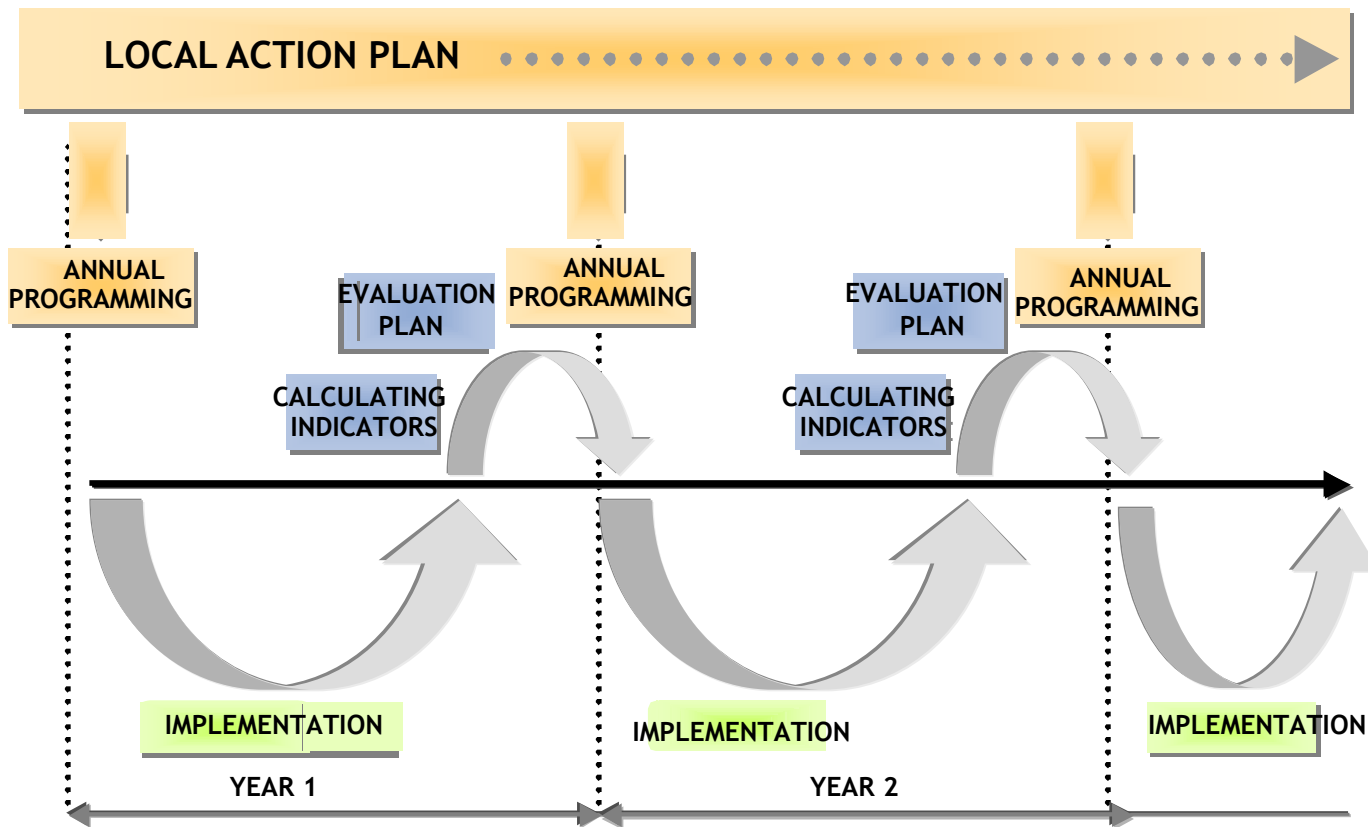 LOCAL ACTION PLAN
ANNUAL
PROGRAMMING
EVALUATION
PLAN
CALCULATING
INDICATORS
ANNUAL
PROGRAMMING
EVALUATION
PLAN
CALCULATING
INDICATORS
ANNUAL
PROGRAMMING
IMPLEMENTATION
IMPLEMENTATION
IMPLEMENTATION
YEAR 1
YEAR 2